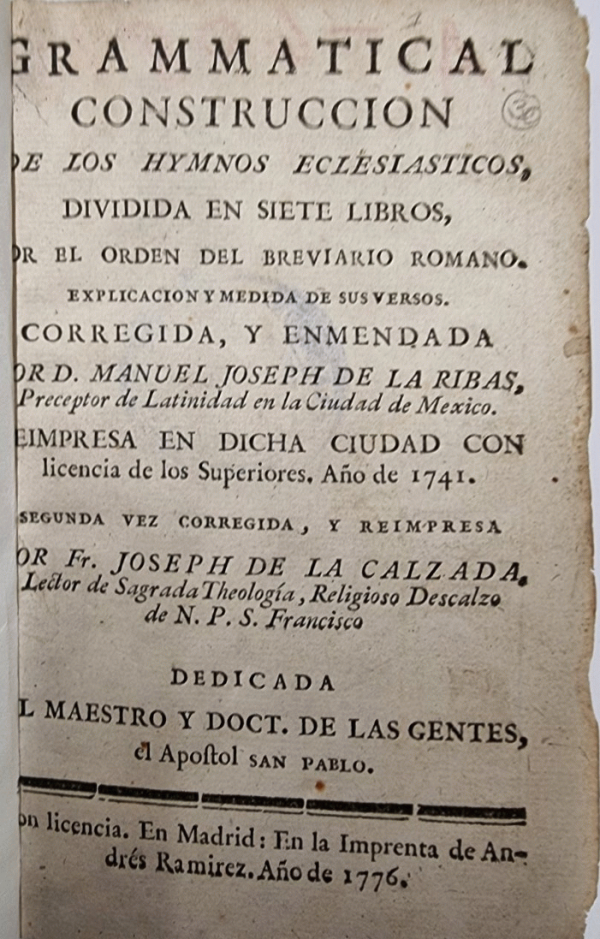 GRAMMATICAL
CONSTRUCCION
30
DE LOS HYMNOS ECLESIASTICOS,
DIVIDIDA EN SIETE LIBROS,
OR EL ORDEN DEL BREVIARIO ROMANO.
EXPLICACION Y MEDIDA DE SUS VERSOS.
CORREGIDA, Y ENMENDADA
OR D. MANUEL JOSEPH DE LA RIBAS,
Preceptor de Latinidad en la Ciudad de Mexico.
EIMPRESA EN DICHA CIUDAD CON
licencia de los Superiores. Año de 1741.
SEGUNDA VEZ CORREGIDA, Y REIMPRESA
OR Fr. JOSEPH DE LA CALZADA,
Lector de Sagrada Theología, Religioso Descalzo
de N. P. S. Francisco
DEDICADA
L MAESTRO Y DOCT. DE LAS GENTES,
el Apoſtol SAN PABLO.
on licencia. En Madrid: En la Imprenta de An-
drés Ramirez. Año de 1776.